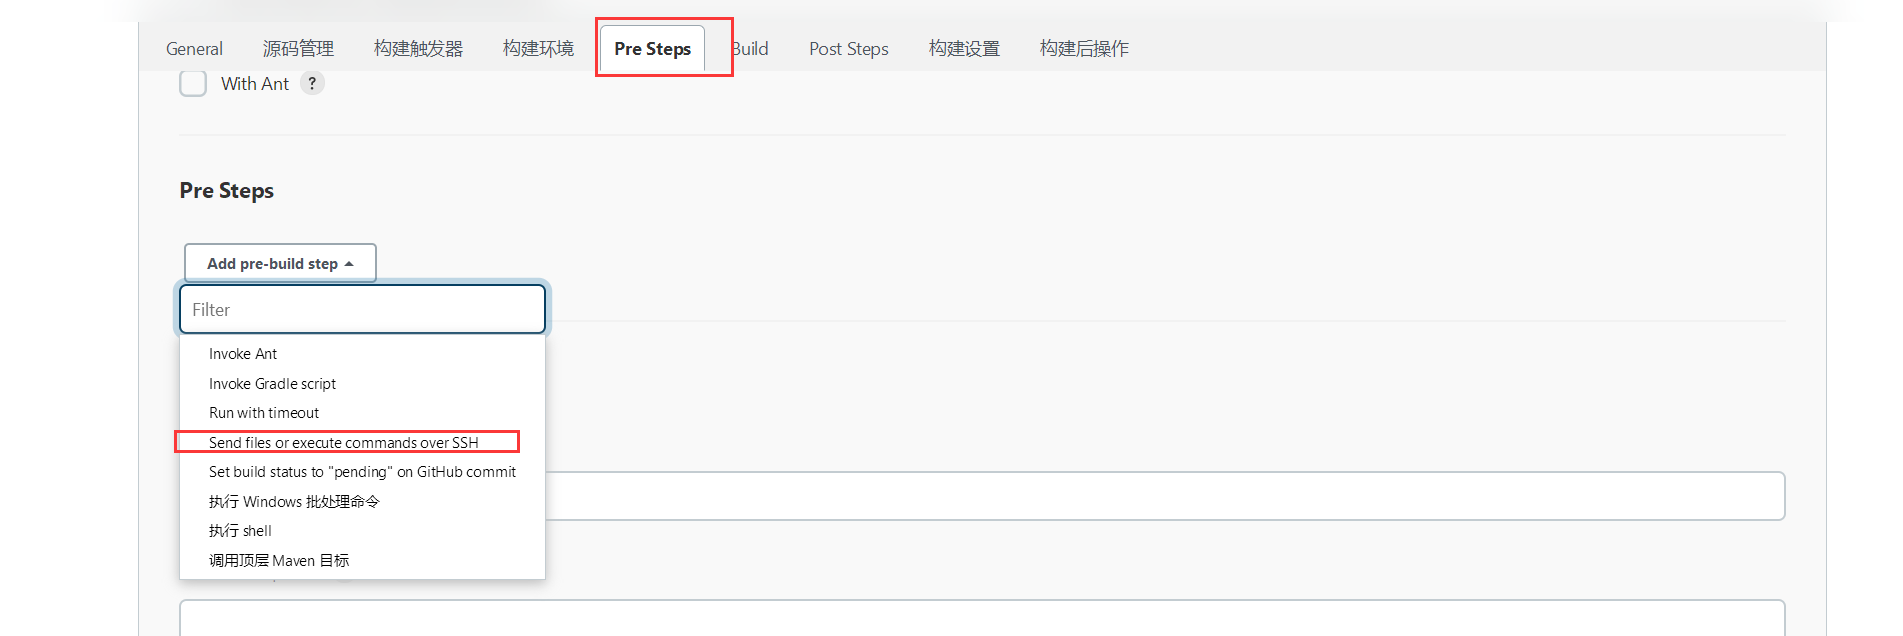 General 源码管理 构建触发器 构建环境 Pre Steps Build Post Steps 构建设置 构建后操作
With Ant ?
Pre Steps
Add pre-build step
Filter
Invoke Ant
Invoke Gradle script
Run with timeout
Send files or execute commands over SSH
Set build status to "pending" on GitHub commit
执行 Windows 批处理命令
执行 shell
调用顶层 Maven 目标